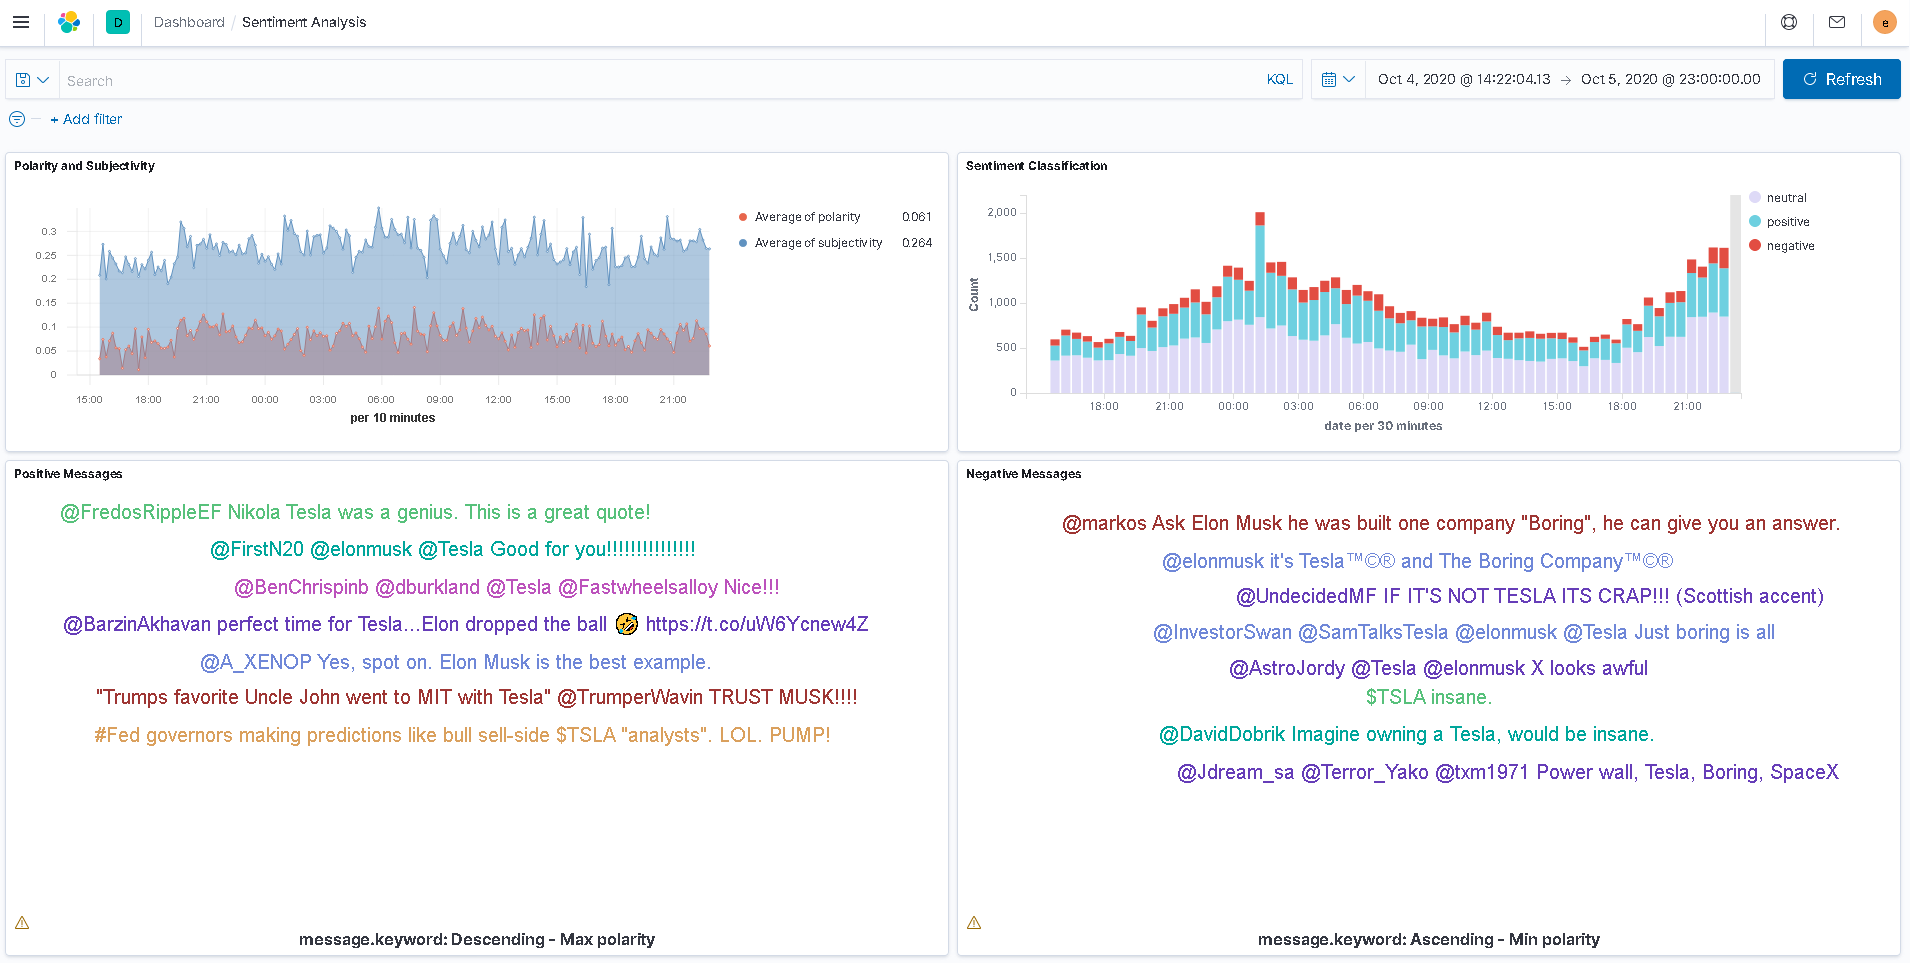 D Dashboard / Sentiment Analysis e
Search KQL Oct 4, 2020 @ 14:22:04.13 → Oct 5, 2020 @ 23:00:00.00 Refresh
+ Add filter
Polarity and Subjectivity
0.3
0.25
0.2
0.15
0.1
0.05
0
15:00 18:00 21:00 00:00 03:00 06:00 09:00 12:00 15:00 18:00 21:00
per 10 minutes
Average of polarity 0.061
Average of subjectivity 0.264
Sentiment Classification
Count
2,000
1,500
1,000
500
0
18:00 21:00 00:00 03:00 06:00 09:00 12:00 15:00 18:00 21:00
date per 30 minutes
neutral
positive
negative
Positive Messages
@FredosRippleEF Nikola Tesla was a genius. This is a great quote!
@FirstN20 @elonmusk @Tesla Good for you!!!!!!!!!!!!!!!
@BenChrispinb @dburkland @Tesla @Fastwheelsalloy Nice!!!
@BarzinAkhavan perfect time for Tesla...Elon dropped the ball 🤣 https://t.co/uW6Ycnew4Z
@A_XENOP Yes, spot on. Elon Musk is the best example.
"Trumps favorite Uncle John went to MIT with Tesla" @TrumperWavin TRUST MUSK!!!!
#Fed governors making predictions like bull sell-side $TSLA "analysts". LOL. PUMP!
message.keyword: Descending - Max polarity
Negative Messages
@markos Ask Elon Musk he was built one company "Boring", he can give you an answer.
@elonmusk it's Tesla™©® and The Boring Company™©®
@UndecidedMF IF IT'S NOT TESLA ITS CRAP!!! (Scottish accent)
@InvestorSwan @SamTalksTesla @elonmusk @Tesla Just boring is all
@AstroJordy @Tesla @elonmusk X looks awful
$TSLA insane.
@DavidDobrik Imagine owning a Tesla, would be insane.
@Jdream_sa @Terror_Yako @txm1971 Power wall, Tesla, Boring, SpaceX
message.keyword: Ascending - Min polarity